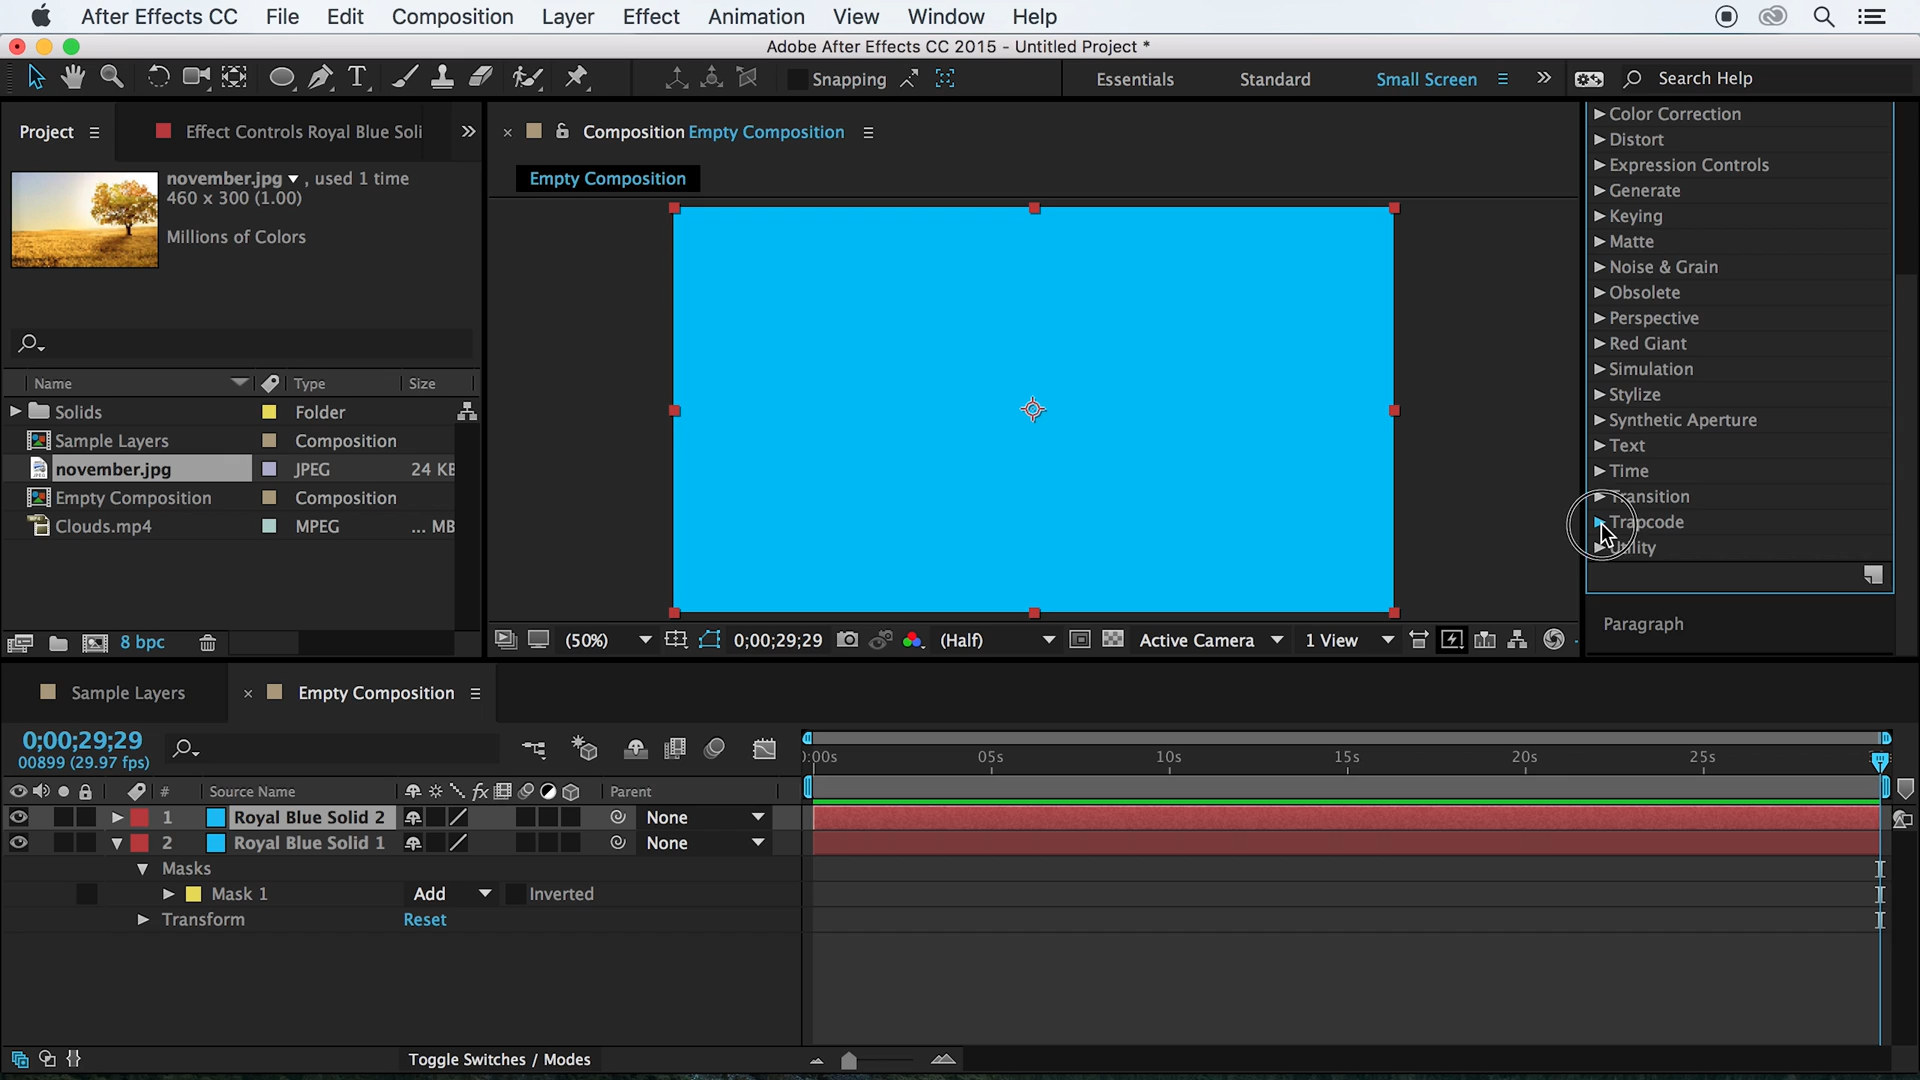 After Effects CC File Edit Composition Layer Effect Animation View Window Help
Adobe After Effects CC 2015 - Untitled Project *
Snapping Essentials Standard Small Screen Search Help
Project Effect Controls Royal Blue Soli
Composition Empty Composition
Empty Composition
november.jpg , used 1 time
460 x 300 (1.00)
Millions of Colors
Name Type Size
Solids Folder
Sample Layers Composition
november.jpg JPEG 24 KB
Empty Composition Composition
Clouds.mp4 MPEG ... MB
8 bpc
(50%) 0;00;29;29 (Half) Active Camera 1 View
Color Correction
Distort
Expression Controls
Generate
Keying
Matte
Noise & Grain
Obsolete
Perspective
Red Giant
Simulation
Stylize
Synthetic Aperture
Text
Time
Transition
Trapcode
Utility
Paragraph
Sample Layers Empty Composition
0;00;29;29
00899 (29.97 fps)
):00s 05s 10s 15s 20s 25s
# Source Name fx Parent
1 Royal Blue Solid 2 None
2 Royal Blue Solid 1 None
Masks
Mask 1 Add Inverted
Transform Reset
Toggle Switches / Modes